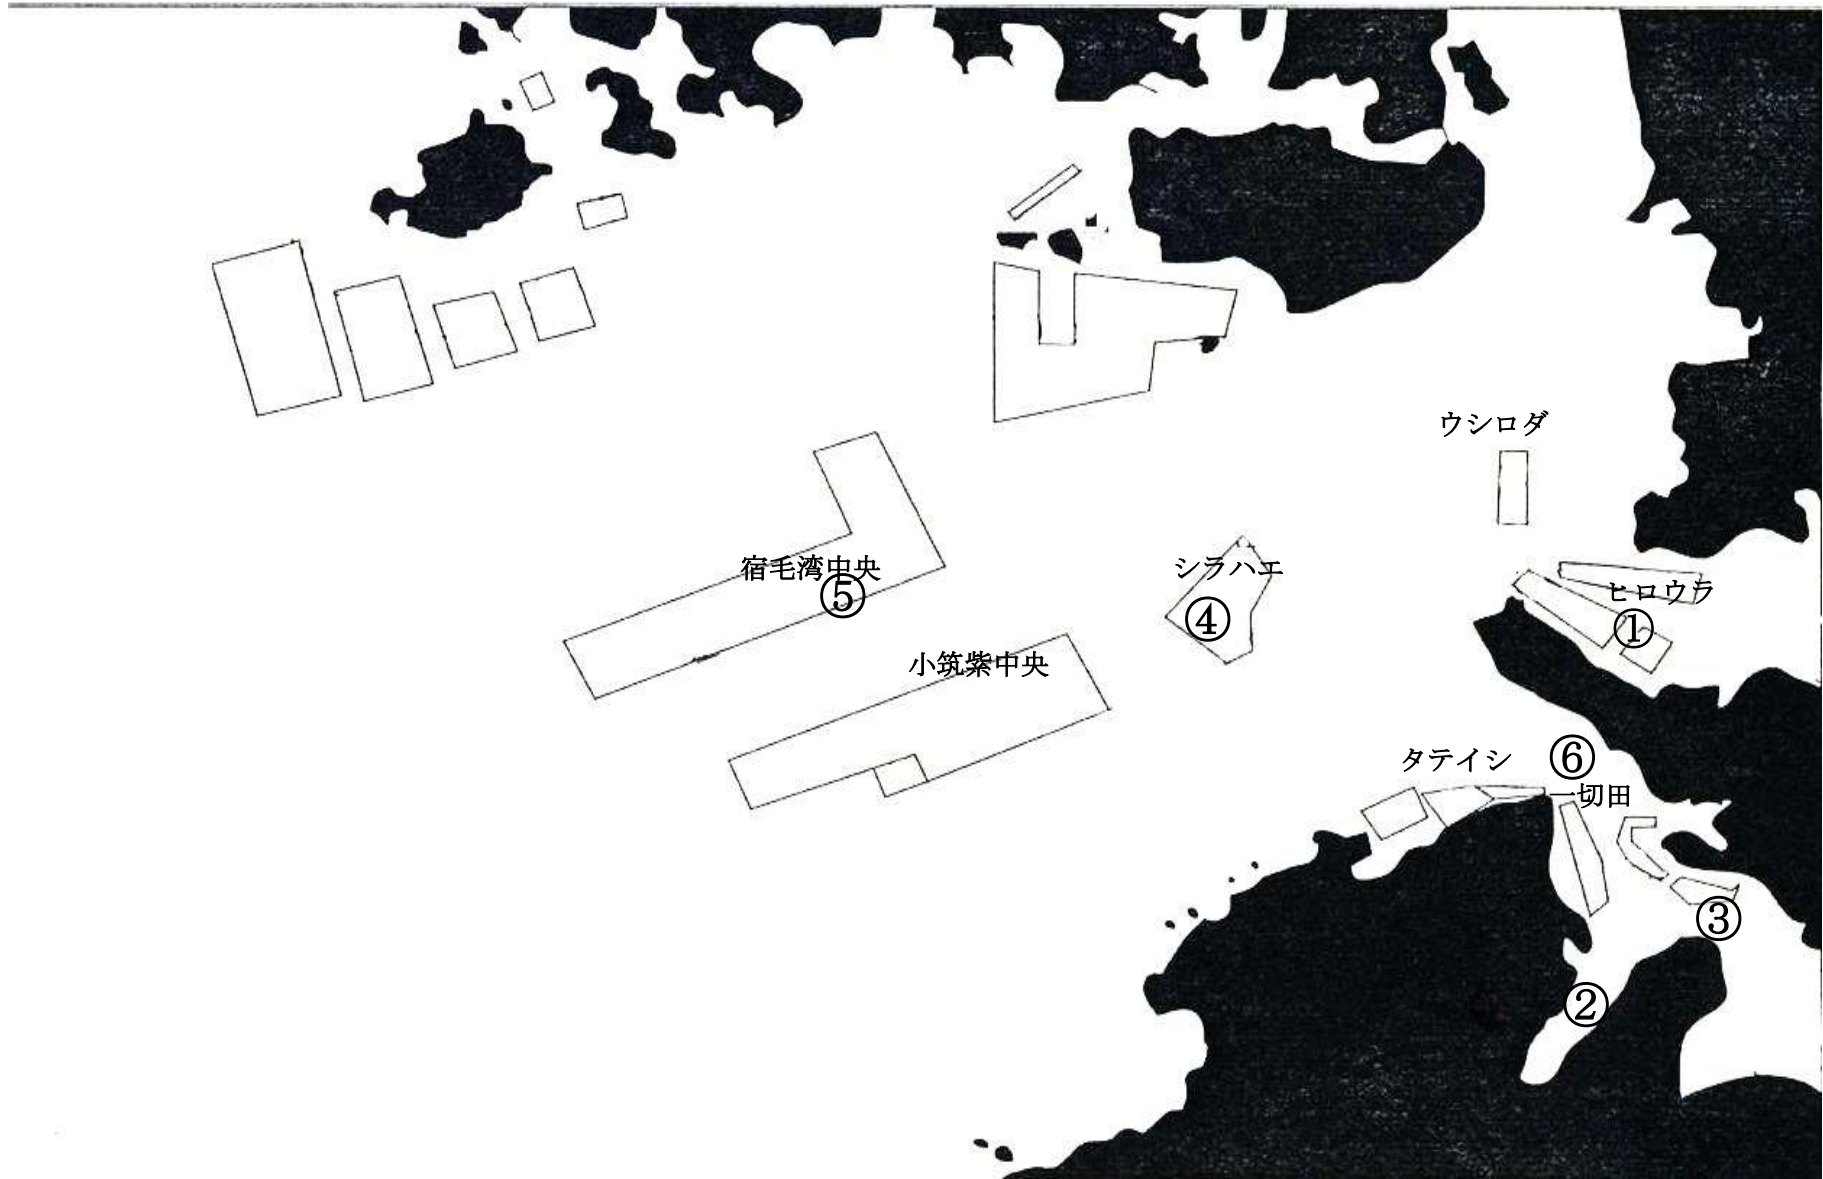 ウシロダ
宿毛湾中央
⑤
シラハエ
④
ヒロウラ
①
小筑紫中央
タテイシ
⑥
一切田
③
②